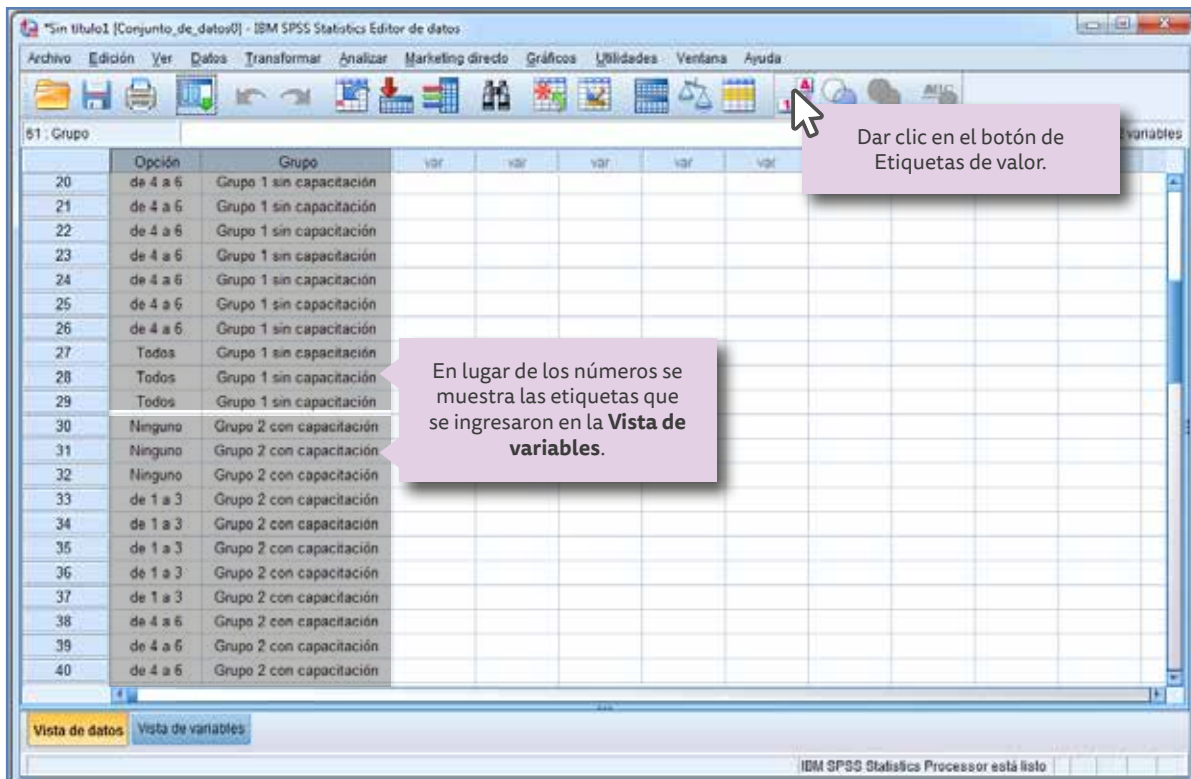 *Sin título1 [Conjunto_de_datos0] - IBM SPSS Statistics Editor de datos
Archivo Edición Ver Datos Transformar Analizar Marketing directo Gráficos Utilidades Ventana Ayuda
61 : Grupo
variables
Dar clic en el botón de
Etiquetas de valor.
Opción Grupo var var var var var
20 de 4 a 6 Grupo 1 sin capacitación
21 de 4 a 6 Grupo 1 sin capacitación
22 de 4 a 6 Grupo 1 sin capacitación
23 de 4 a 6 Grupo 1 sin capacitación
24 de 4 a 6 Grupo 1 sin capacitación
25 de 4 a 6 Grupo 1 sin capacitación
26 de 4 a 6 Grupo 1 sin capacitación
27 Todos Grupo 1 sin capacitación
28 Todos Grupo 1 sin capacitación
29 Todos Grupo 1 sin capacitación
30 Ninguno Grupo 2 con capacitación
31 Ninguno Grupo 2 con capacitación
32 Ninguno Grupo 2 con capacitación
33 de 1 a 3 Grupo 2 con capacitación
34 de 1 a 3 Grupo 2 con capacitación
35 de 1 a 3 Grupo 2 con capacitación
36 de 1 a 3 Grupo 2 con capacitación
37 de 1 a 3 Grupo 2 con capacitación
38 de 4 a 6 Grupo 2 con capacitación
39 de 4 a 6 Grupo 2 con capacitación
40 de 4 a 6 Grupo 2 con capacitación
En lugar de los números se
muestra las etiquetas que
se ingresaron en la Vista de
variables.
Vista de datos Vista de variables
IBM SPSS Statistics Processor está listo